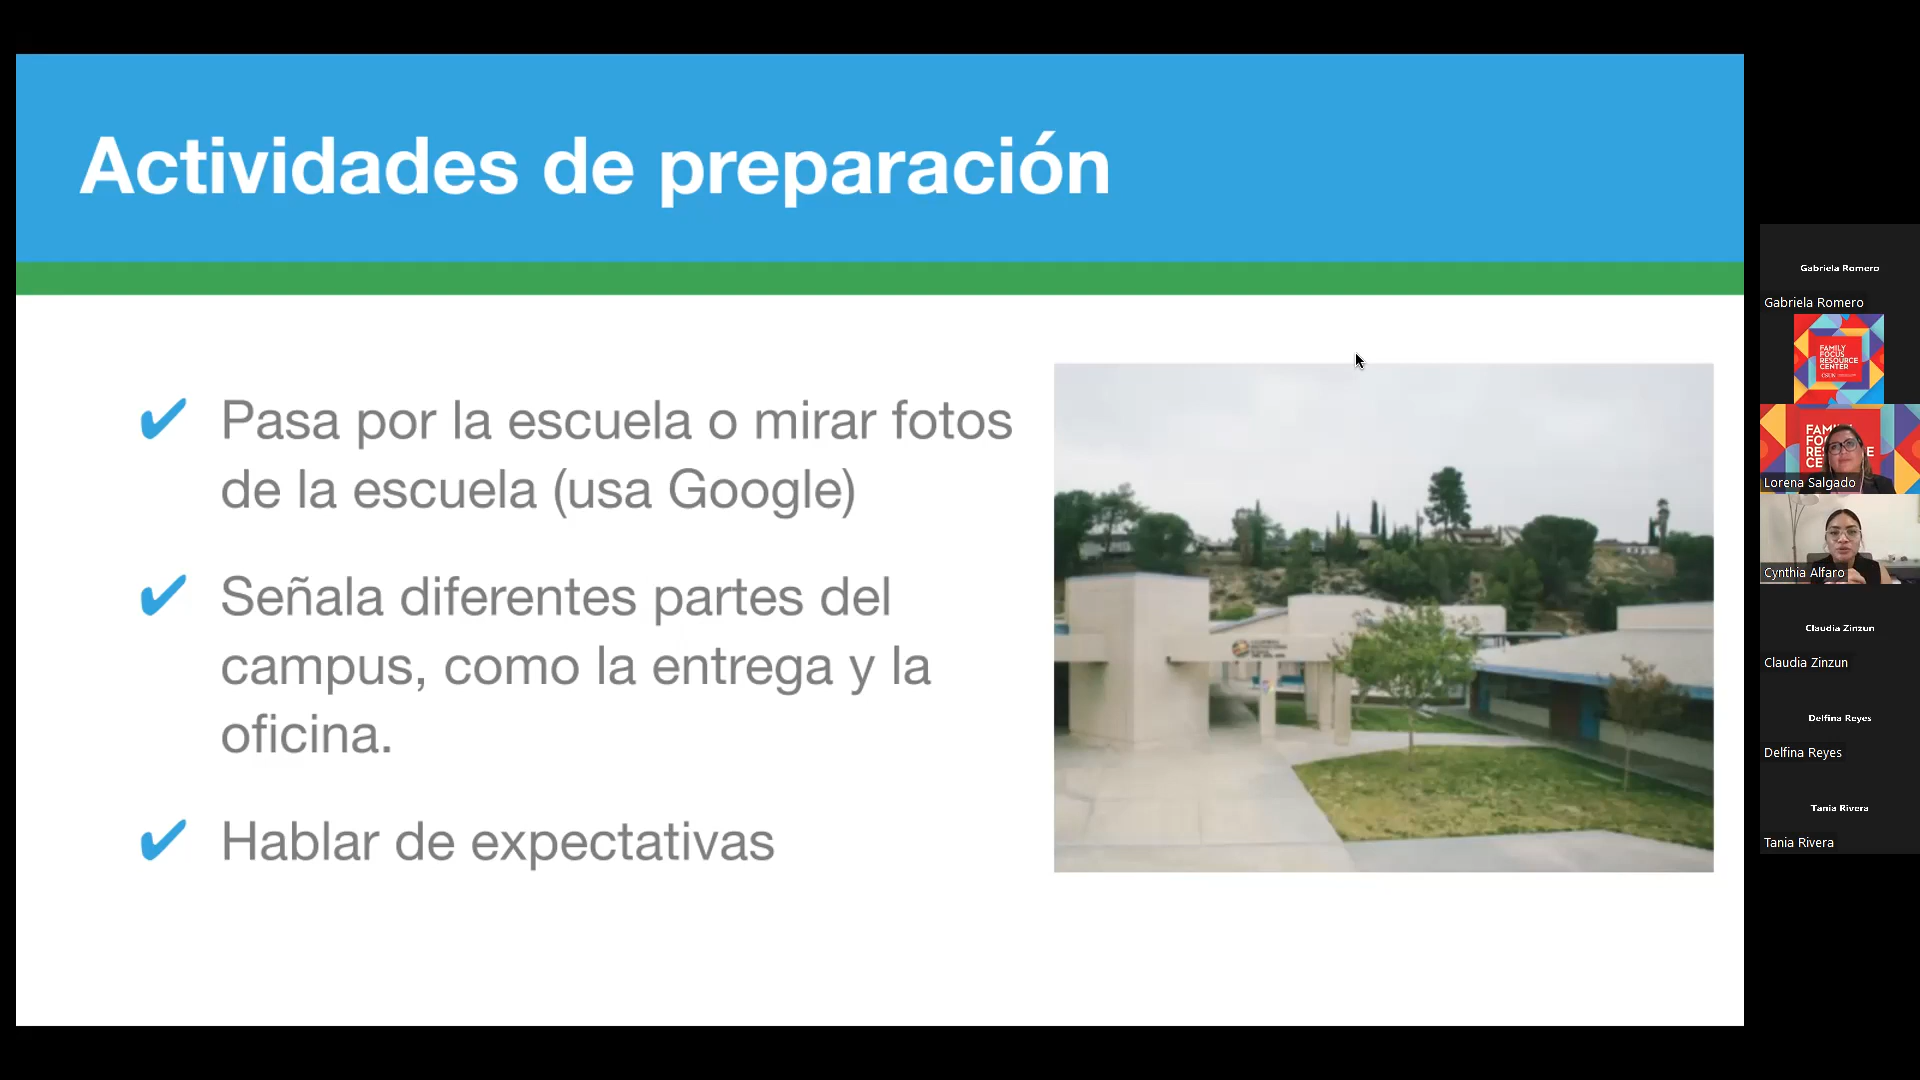 Actividades de preparación
✔ Pasa por la escuela o mirar fotos
de la escuela (usa Google)
✔ Señala diferentes partes del
campus, como la entrega y la
oficina.
✔ Hablar de expectativas
Gabriela Romero
Gabriela Romero
FAMILY
FOCUS
RESOURCE
CENTER
CSUN
Lorena Salgado
Cynthia Alfaro
Claudia Zinzun
Claudia Zinzun
Delfina Reyes
Delfina Reyes
Tania Rivera
Tania Rivera